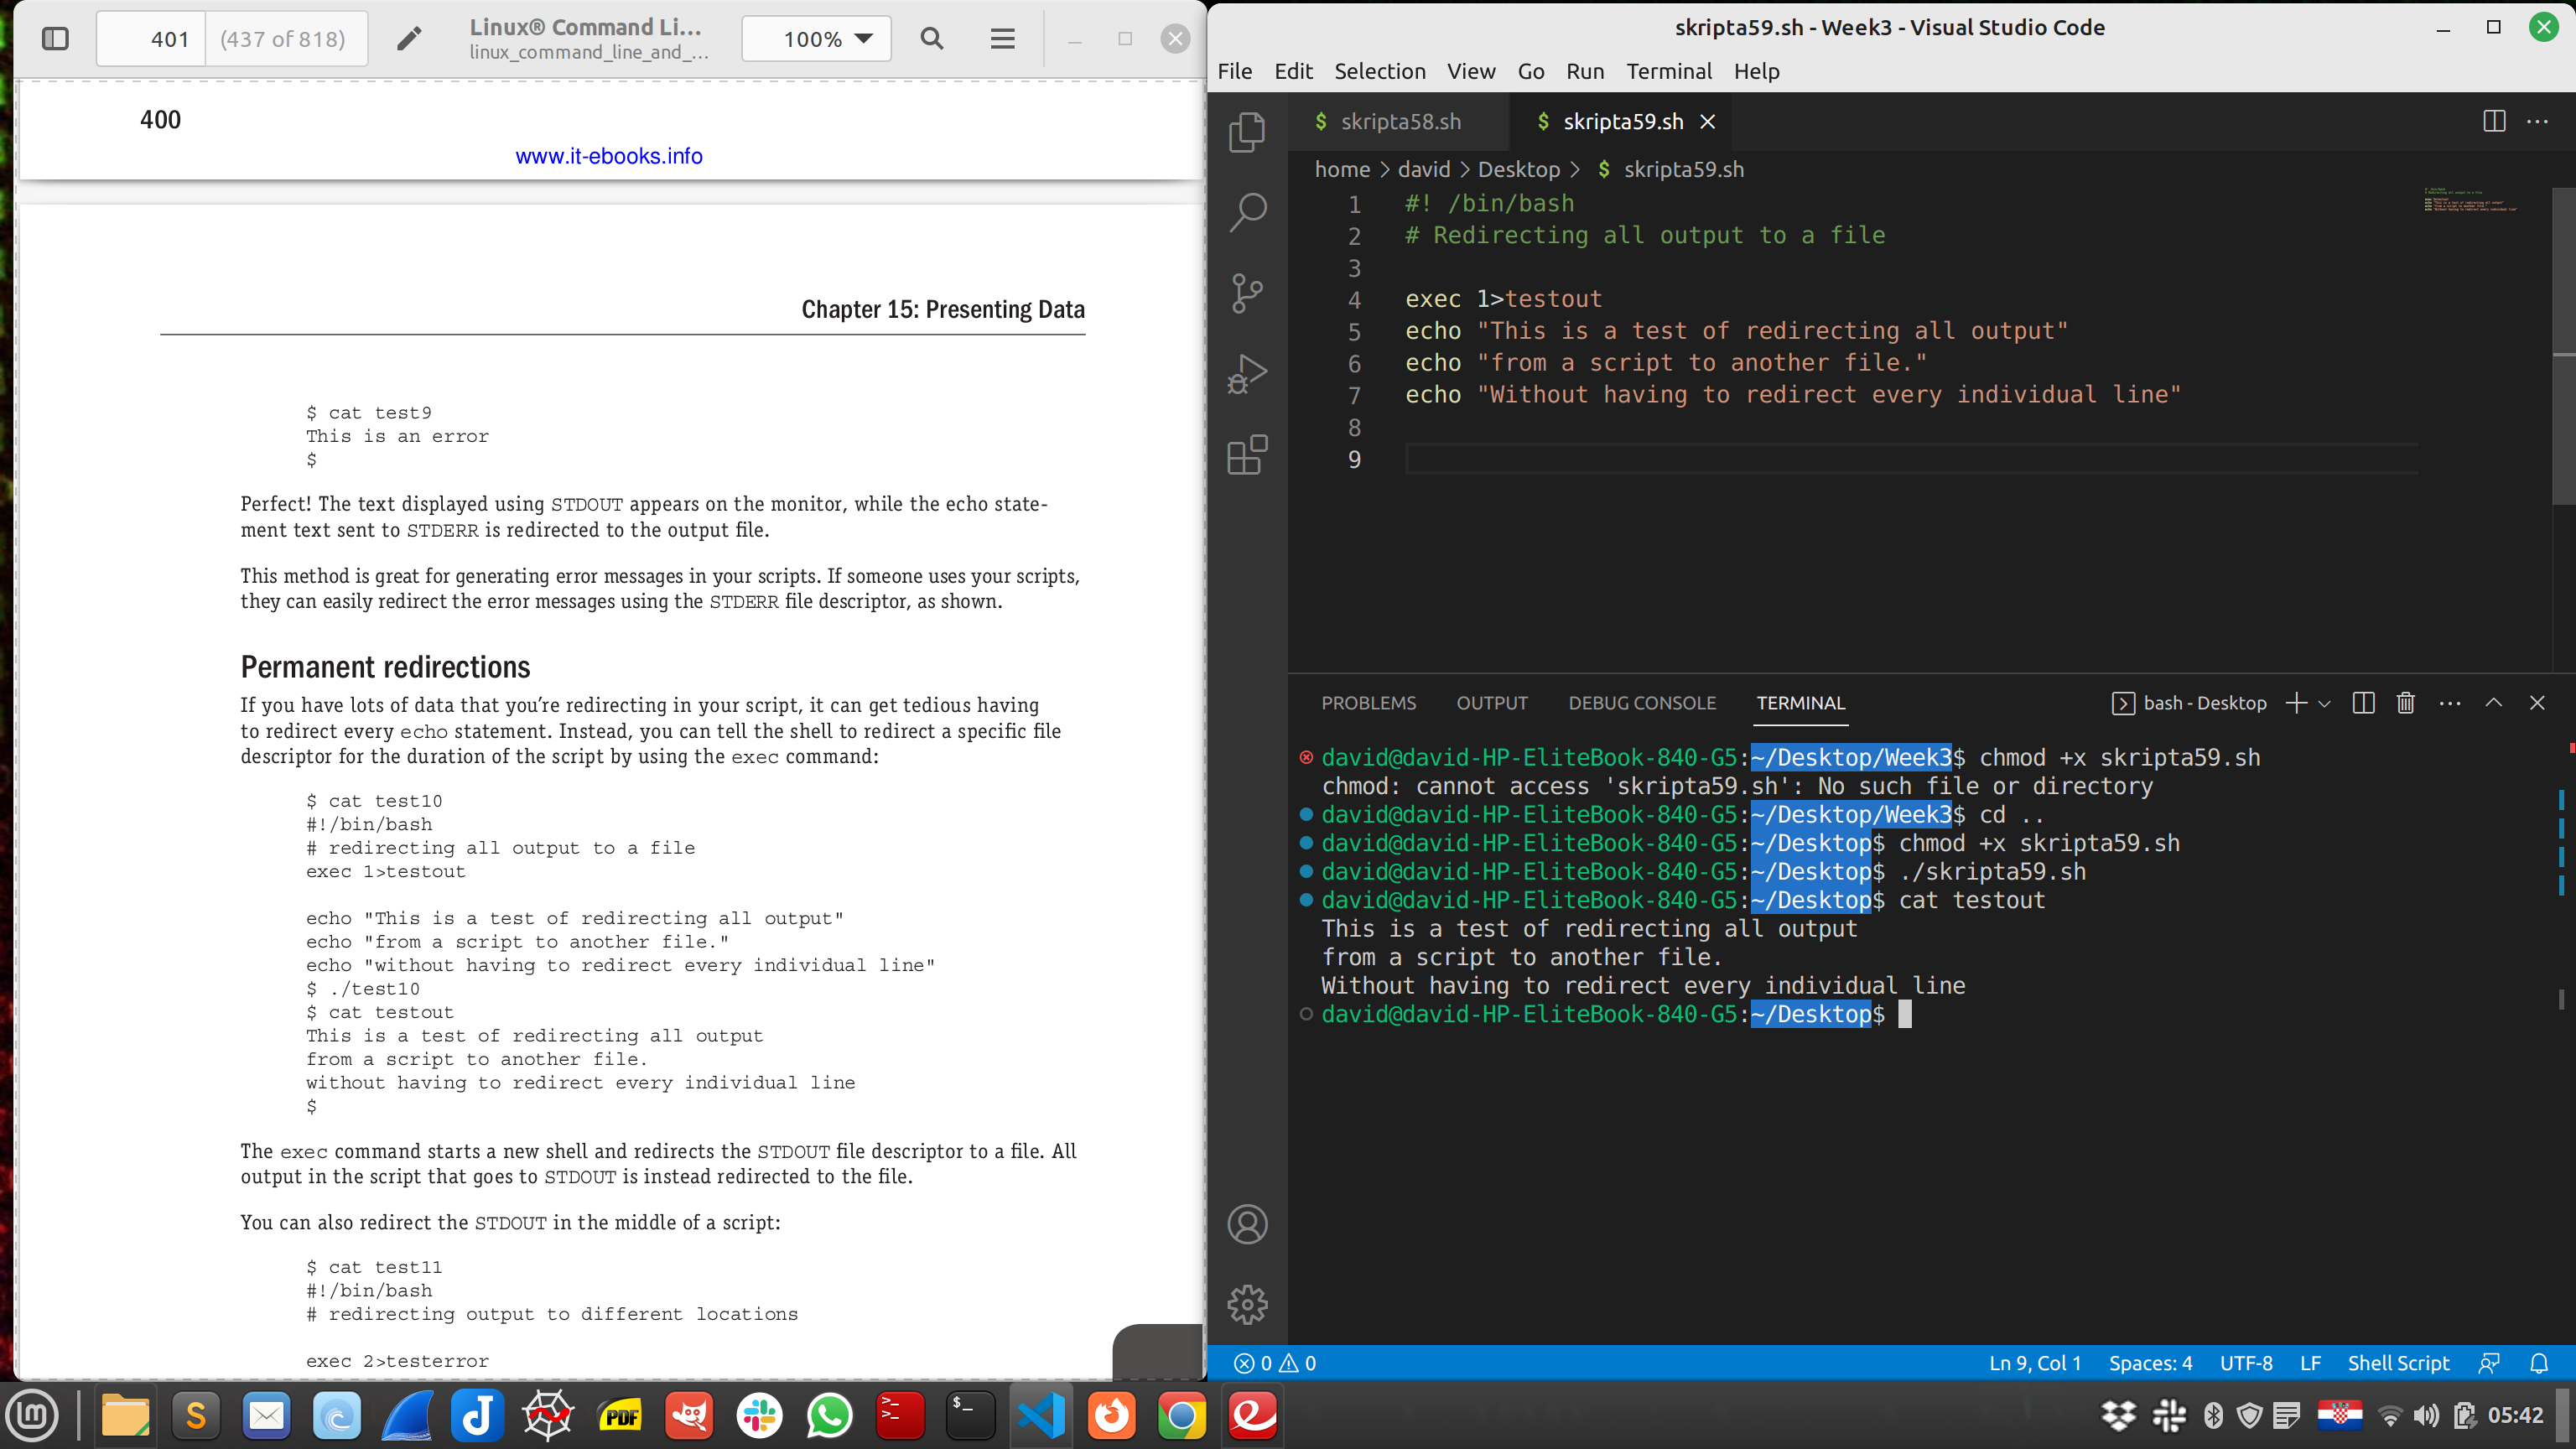 401 (437 of 818)
Linux® Command Li...
linux_command_line_and_...
100%
400
www.it-ebooks.info
Chapter 15: Presenting Data
$ cat test9
This is an error
$
Perfect! The text displayed using STDOUT appears on the monitor, while the echo state-
ment text sent to STDERR is redirected to the output file.
This method is great for generating error messages in your scripts. If someone uses your scripts,
they can easily redirect the error messages using the STDERR file descriptor, as shown.
Permanent redirections
If you have lots of data that you’re redirecting in your script, it can get tedious having
to redirect every echo statement. Instead, you can tell the shell to redirect a specific file
descriptor for the duration of the script by using the exec command:
$ cat test10
#!/bin/bash
# redirecting all output to a file
exec 1>testout
echo "This is a test of redirecting all output"
echo "from a script to another file."
echo "without having to redirect every individual line"
$ ./test10
$ cat testout
This is a test of redirecting all output
from a script to another file.
without having to redirect every individual line
$
The exec command starts a new shell and redirects the STDOUT file descriptor to a file. All
output in the script that goes to STDOUT is instead redirected to the file.
You can also redirect the STDOUT in the middle of a script:
$ cat test11
#!/bin/bash
# redirecting output to different locations
exec 2>testerror
skripta59.sh - Week3 - Visual Studio Code
File Edit Selection View Go Run Terminal Help
$ skripta58.sh $ skripta59.sh
home > david > Desktop > $ skripta59.sh
1 #! /bin/bash
2 # Redirecting all output to a file
3
4 exec 1>testout
5 echo "This is a test of redirecting all output"
6 echo "from a script to another file."
7 echo "Without having to redirect every individual line"
8
9
PROBLEMS OUTPUT DEBUG CONSOLE TERMINAL bash - Desktop
david@david-HP-EliteBook-840-G5:~/Desktop/Week3$ chmod +x skripta59.sh
chmod: cannot access 'skripta59.sh': No such file or directory
david@david-HP-EliteBook-840-G5:~/Desktop/Week3$ cd ..
david@david-HP-EliteBook-840-G5:~/Desktop$ chmod +x skripta59.sh
david@david-HP-EliteBook-840-G5:~/Desktop$ ./skripta59.sh
david@david-HP-EliteBook-840-G5:~/Desktop$ cat testout
This is a test of redirecting all output
from a script to another file.
Without having to redirect every individual line
david@david-HP-EliteBook-840-G5:~/Desktop$
0 0 Ln 9, Col 1 Spaces: 4 UTF-8 LF Shell Script
PDF
05:42